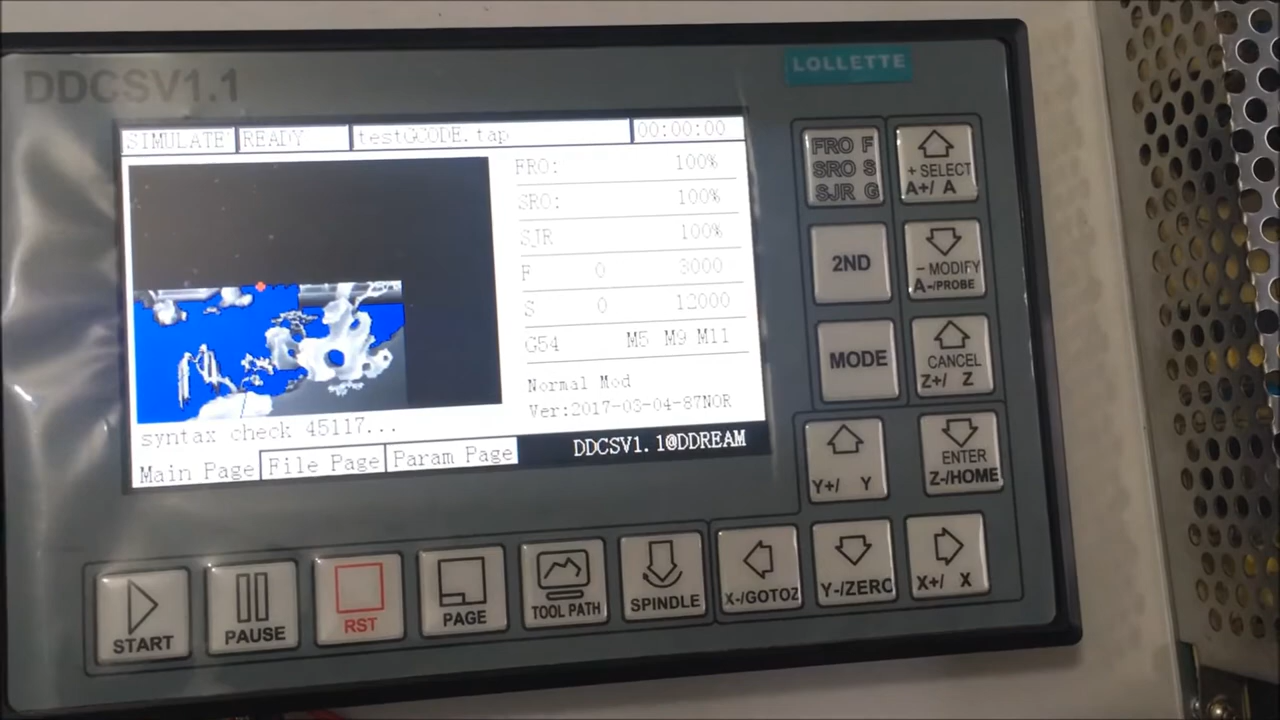 DDCSV1.1
LOLLETTE
SIMULATE READY testGCODE.tap 00:00:00
FRO: 100%
SRO: 100%
SJR 100%
F 0 3000
S 0 12000
G54 M5 M9 M11
Normal Mod
Ver:2017-03-04-87NOR
syntax check 45117...
Main Page File Page Param Page DDCSV1.1@DDREAM
FRO F
SRO S
SJR G
+ SELECT
A+/ A
2ND
- MODIFY
A-/PROBE
MODE
CANCEL
Z+/ Z
Y+/ Y
ENTER
Z-/HOME
START
PAUSE
RST
PAGE
TOOL PATH
SPINDLE
X-/GOTOZ
Y-/ZERO
X+/ X